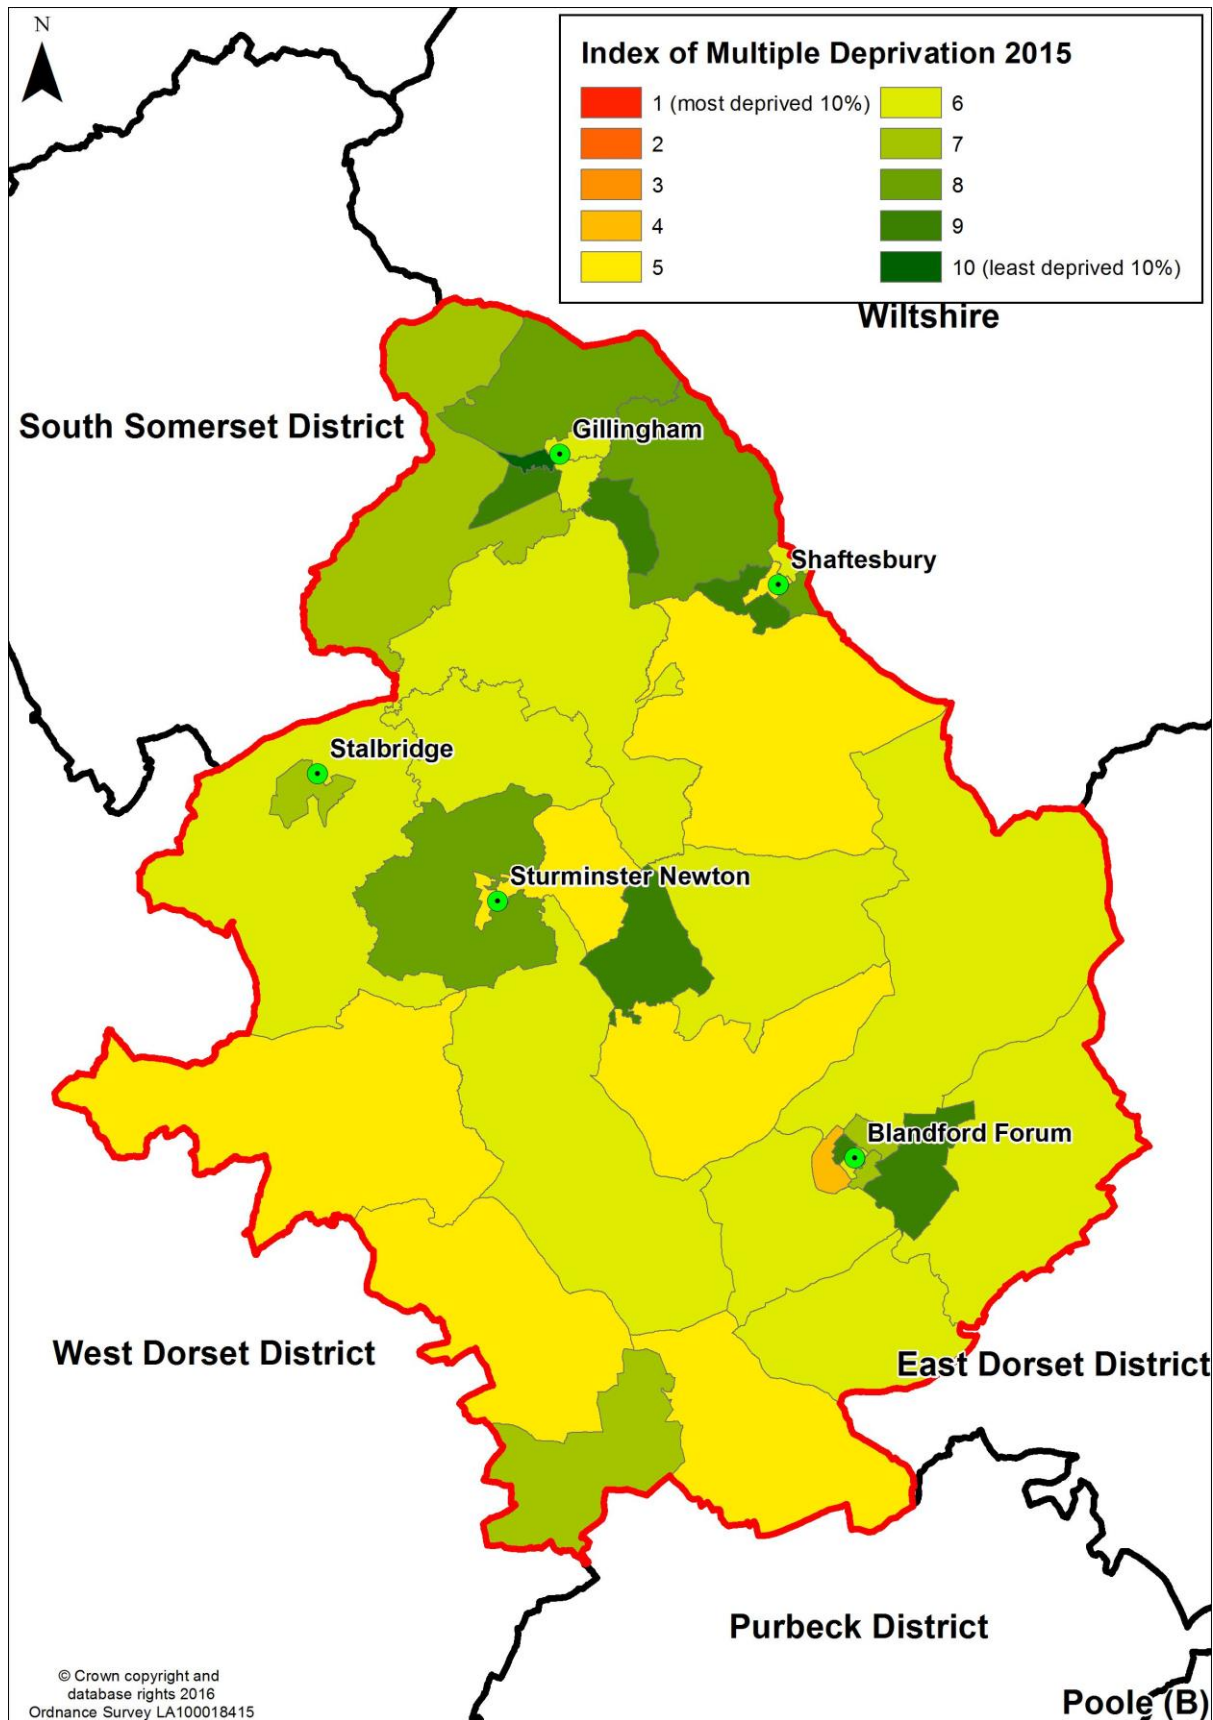 N
Index of Multiple Deprivation 2015
1 (most deprived 10%)
2
3
4
5
6
7
8
9
10 (least deprived 10%)
Wiltshire
South Somerset District
Gillingham
Shaftesbury
Stalbridge
Sturminster Newton
Blandford Forum
West Dorset District
East Dorset District
Purbeck District
Poole (B)
© Crown copyright and
database rights 2016
Ordnance Survey LA100018415